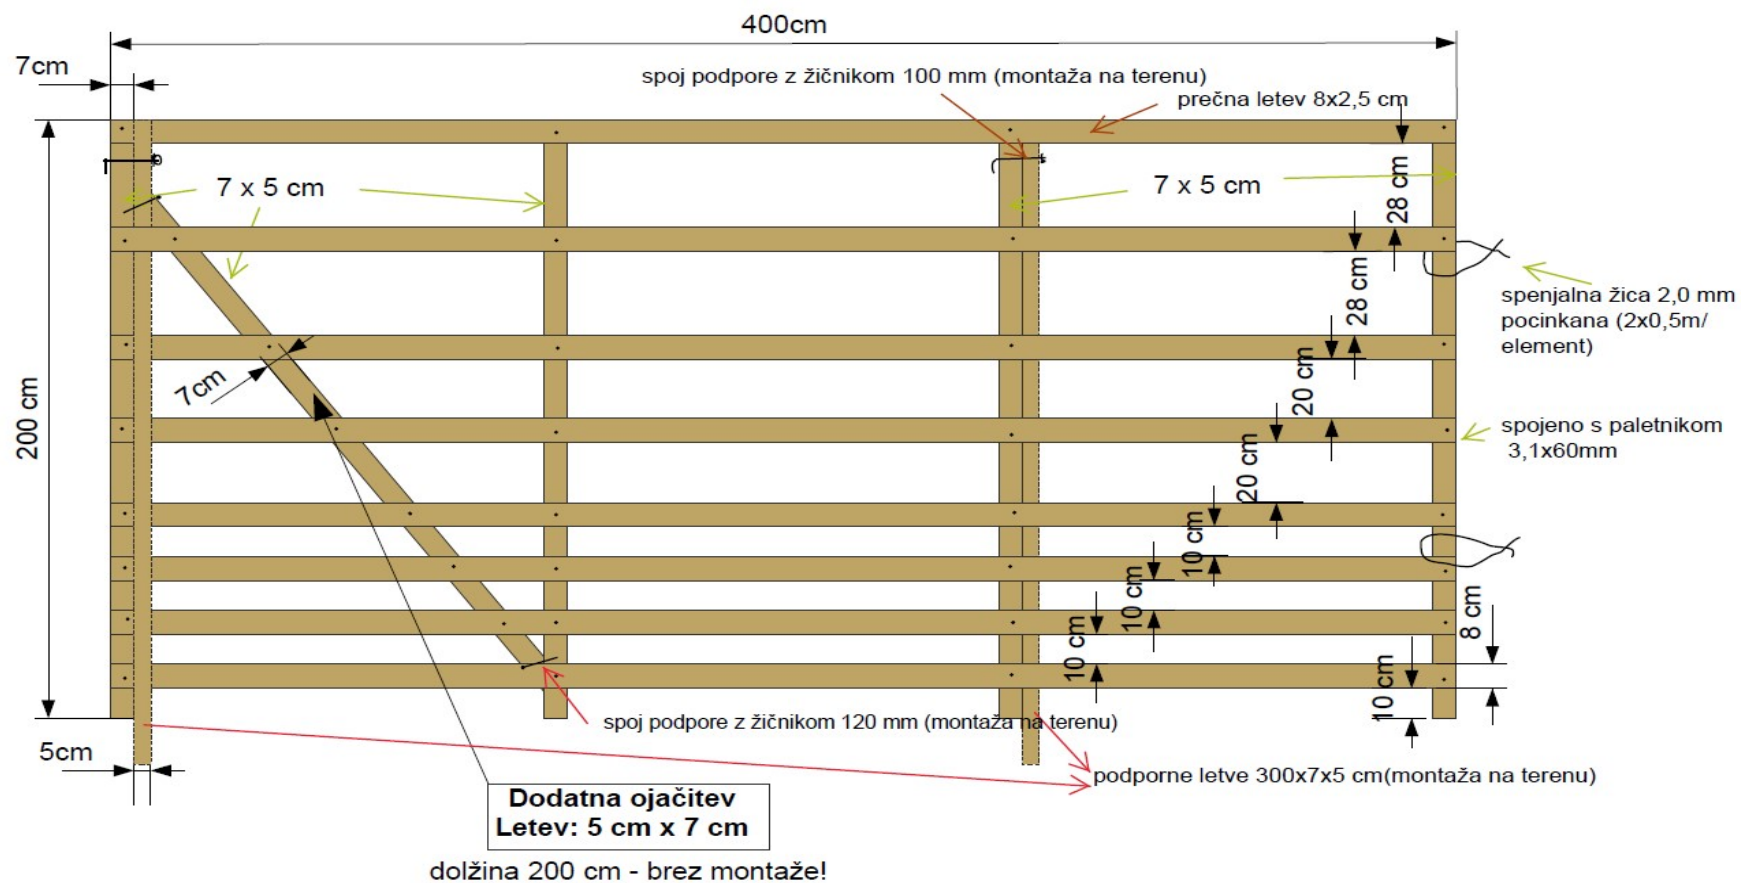 400cm
7cm
spoj podpore z žičnikom 100 mm (montaža na terenu)
prečna letev 8x2,5 cm
7 x 5 cm
7 x 5 cm
28 cm
28 cm
spenjalna žica 2,0 mm
pocinkana (2x0,5m/
element)
7cm
20 cm
200 cm
spojeno s paletnikom
3,1x60mm
20 cm
10 cm
10 cm
8 cm
10 cm
10 cm
spoj podpore z žičnikom 120 mm (montaža na terenu)
5cm
podporne letve 300x7x5 cm(montaža na terenu)
Dodatna ojačitev
Letev: 5 cm x 7 cm
dolžina 200 cm - brez montaže!